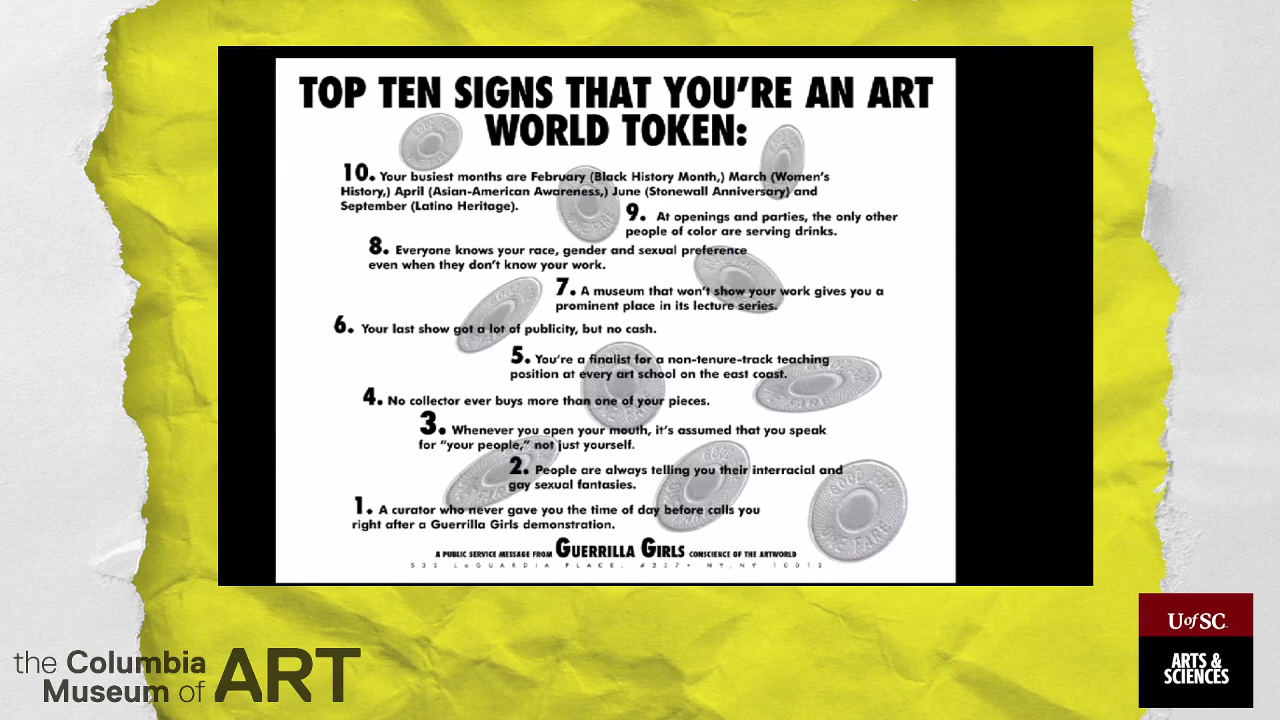 TOP TEN SIGNS THAT YOU'RE AN ART
WORLD TOKEN:
10. Your busiest months are February (Black History Month,) March (Women's
History,) April (Asian-American Awareness,) June (Stonewall Anniversary) and
September (Latino Heritage).
9. At openings and parties, the only other
people of color are serving drinks.
8. Everyone knows your race, gender and sexual preference
even when they don't know your work.
7. A museum that won't show your work gives you a
prominent place in its lecture series.
6. Your last show got a lot of publicity, but no cash.
5. You're a finalist for a non-tenure-track teaching
position at every art school on the east coast.
4. No collector ever buys more than one of your pieces.
3. Whenever you open your mouth, it's assumed that you speak
for "your people," not just yourself.
2. People are always telling you their interracial and
gay sexual fantasies.
1. A curator who never gave you the time of day before calls you
right after a Guerrilla Girls demonstration.
A PUBLIC SERVICE MESSAGE FROM GUERRILLA GIRLS CONSCIENCE OF THE ARTWORLD
532 LaGUARDIA PLACE, #237• NY,NY 10012
GOOD FOR
FARE
the Columbia
Museum of ART
UofSC
ARTS &
SCIENCES